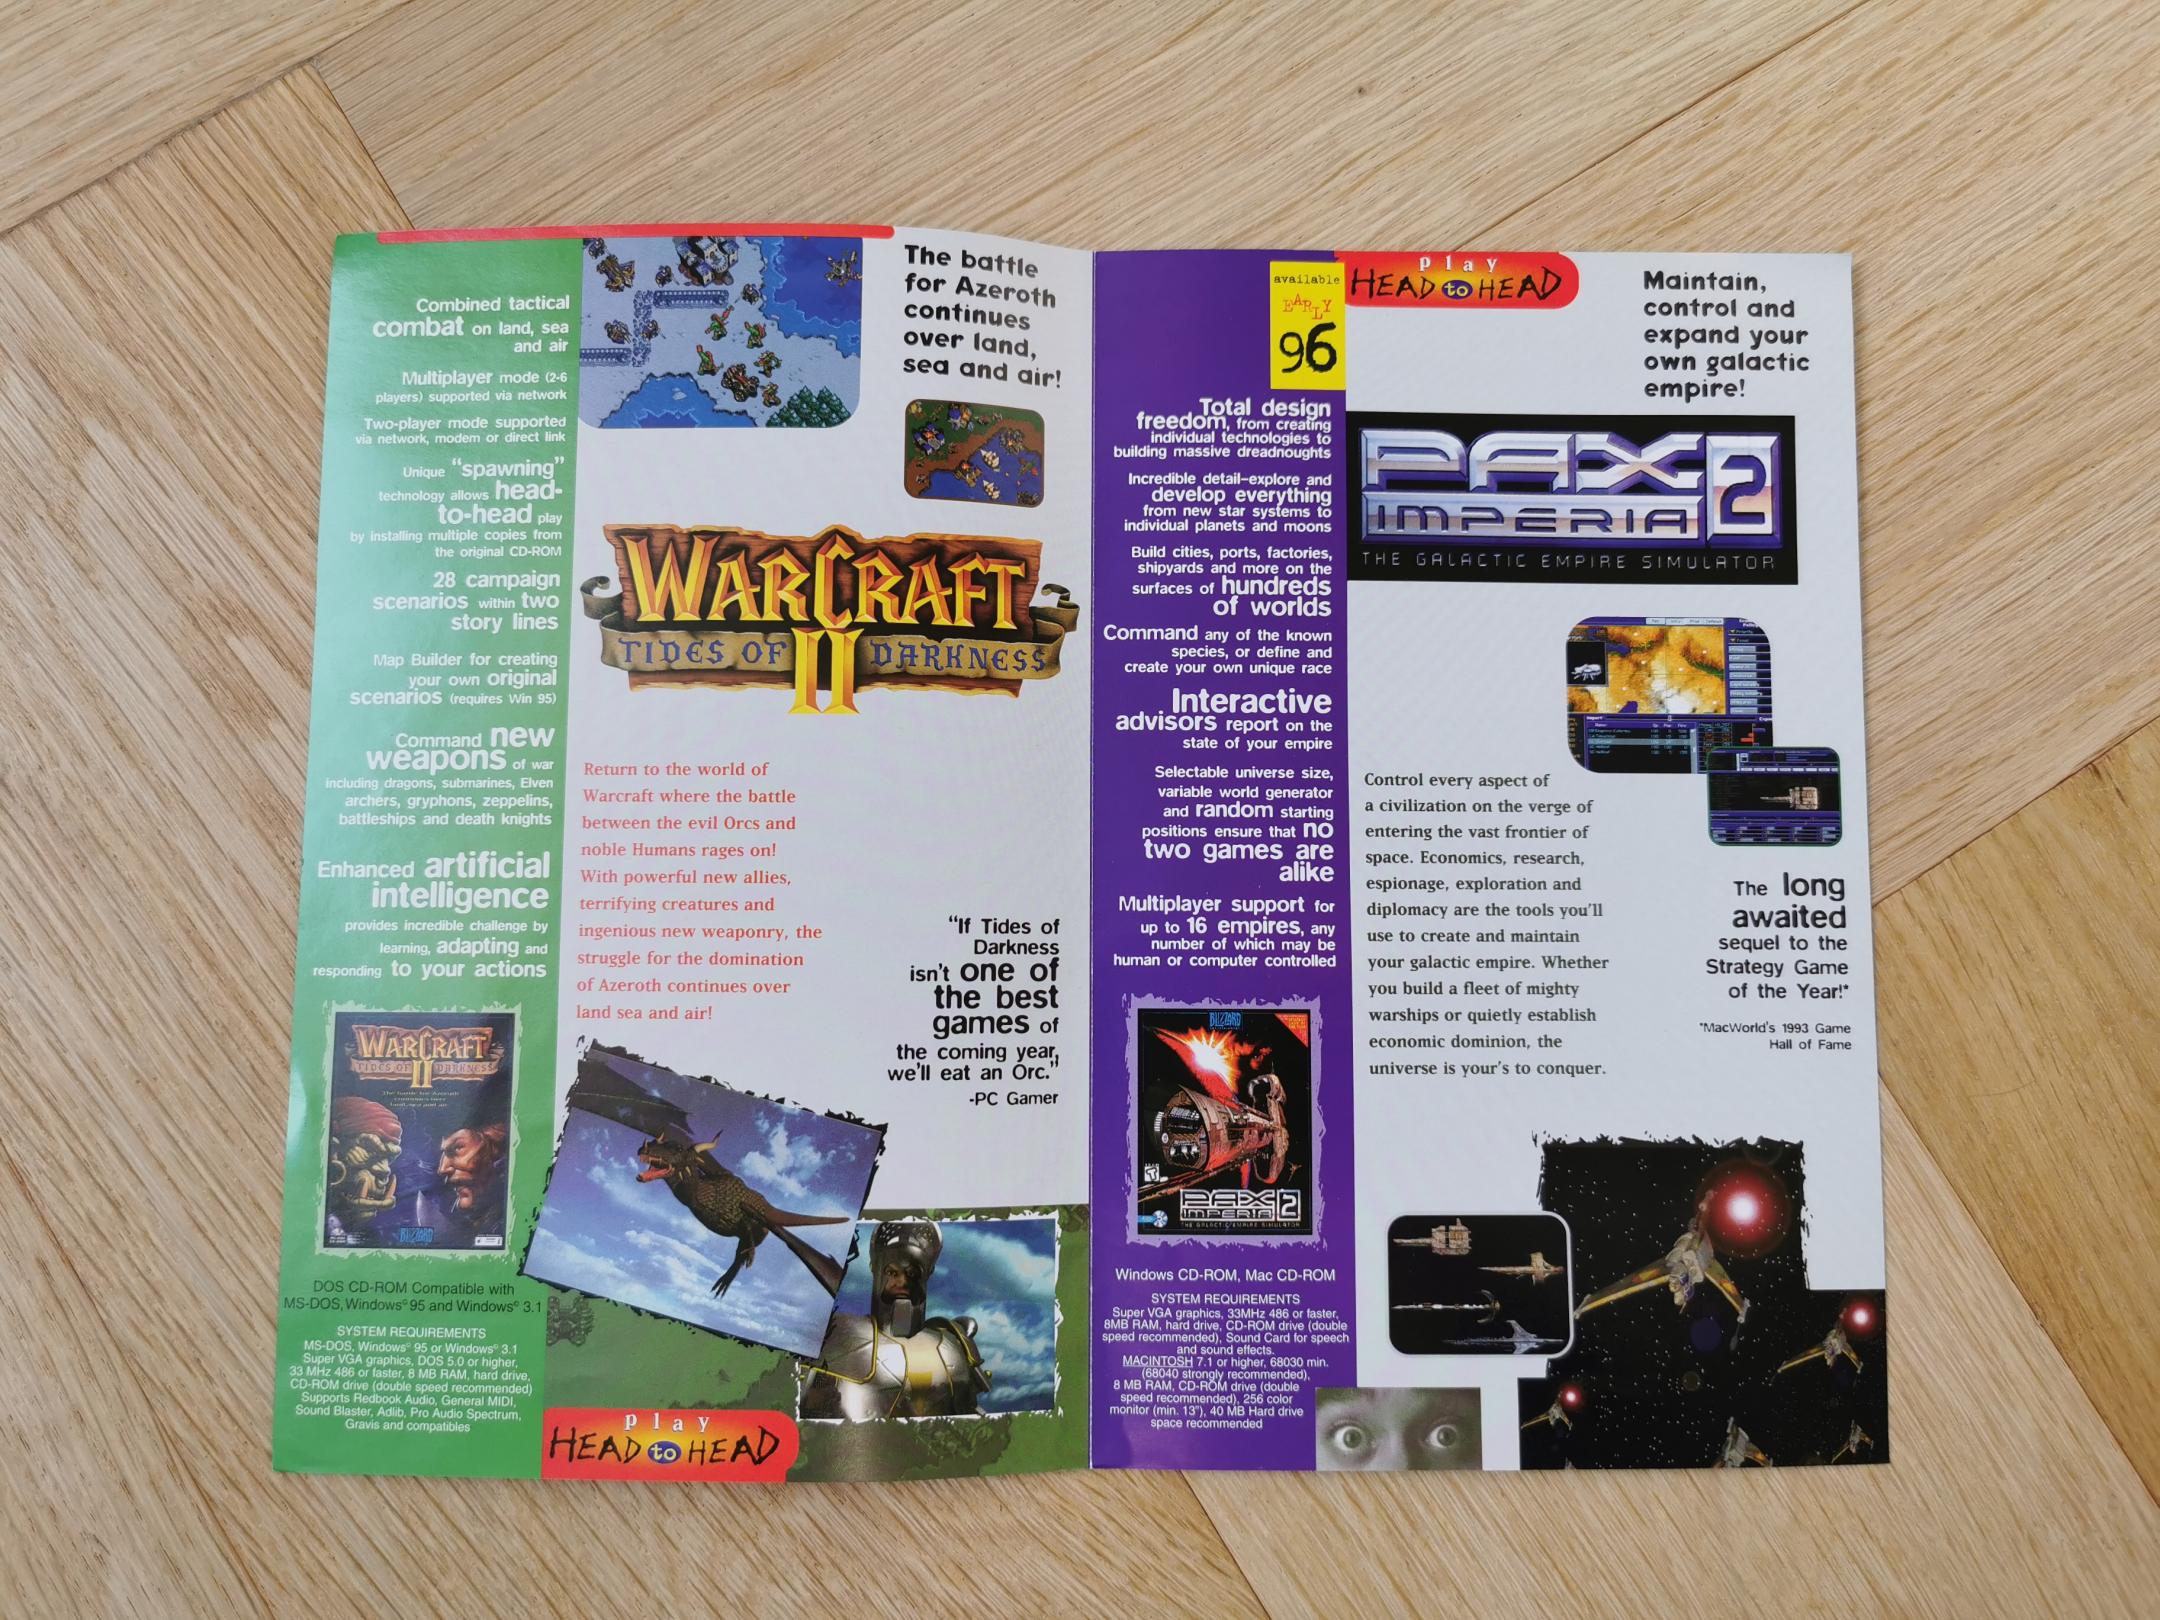 Combined tactical
combat on land, sea
and air
Multiplayer mode (2-6
players) supported via network
Two-player mode supported
via network, modem or direct link
Unique "spawning"
technology allows head-
to-head play
by installing multiple copies from
the original CD-ROM
28 campaign
scenarios within two
story lines
Map Builder for creating
your own original
scenarios (requires Win 95)
Command new
weapons of war
including dragons, submarines, Elven
archers, gryphons, zeppelins,
battleships and death knights
Enhanced artificial
intelligence
provides incredible challenge by
learning, adapting and
responding to your actions
WARCRAFT
II
TIDES OF DARKNESS
The battle for Azeroth
continues over
land, sea and air
BLIZZARD
DOS CD-ROM Compatible with
MS-DOS, Windows® 95 and Windows® 3.1
SYSTEM REQUIREMENTS
MS-DOS, Windows® 95 or Windows® 3.1
Super VGA graphics, DOS 5.0 or higher,
33 MHz 486 or faster, 8 MB RAM, hard drive,
CD-ROM drive (double speed recommended)
Supports Redbook Audio, General MIDI,
Sound Blaster, Adlib, Pro Audio Spectrum,
Gravis and compatibles
The battle
for Azeroth
continues
over land,
sea and air!
WARCRAFT
II
TIDES OF DARKNESS
Return to the world of
Warcraft where the battle
between the evil Orcs and
noble Humans rages on!
With powerful new allies,
terrifying creatures and
ingenious new weaponry, the
struggle for the domination
of Azeroth continues over
land sea and air!
"If Tides of
Darkness
isn't one of
the best
games of
the coming year,
we'll eat an Orc."
-PC Gamer
play
HEAD to HEAD
available
EARLY
96
Total design
freedom, from creating
individual technologies to
building massive dreadnoughts
Incredible detail-explore and
develop everything
from new star systems to
individual planets and moons
Build cities, ports, factories,
shipyards and more on the
surfaces of hundreds
of worlds
Command any of the known
species, or define and
create your own unique race
Interactive
advisors report on the
state of your empire
Selectable universe size,
variable world generator
and random starting
positions ensure that no
two games are
alike
Multiplayer support for
up to 16 empires, any
number of which may be
human or computer controlled
BLIZZARD
PAX
IMPERIA 2
THE GALACTIC EMPIRE SIMULATOR
Windows CD-ROM, Mac CD-ROM
SYSTEM REQUIREMENTS
Super VGA graphics, 33MHz 486 or faster,
8MB RAM, hard drive, CD-ROM drive (double
speed recommended), Sound Card for speech
and sound effects.
MACINTOSH 7.1 or higher, 68030 min.
(68040 strongly recommended),
8 MB RAM, CD-ROM drive (double
speed recommended), 256 color
monitor (min. 13"), 40 MB Hard drive
space recommended
play
HEAD to HEAD
Maintain,
control and
expand your
own galactic
empire!
PAX
IMPERIA 2
THE GALACTIC EMPIRE SIMULATOR
Control every aspect of
a civilization on the verge of
entering the vast frontier of
space. Economics, research,
espionage, exploration and
diplomacy are the tools you'll
use to create and maintain
your galactic empire. Whether
you build a fleet of mighty
warships or quietly establish
economic dominion, the
universe is your's to conquer.
The long
awaited
sequel to the
Strategy Game
of the Year!*
*MacWorld's 1993 Game
Hall of Fame